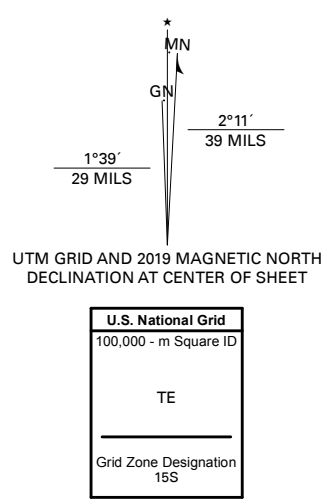 ★
MN
GN
2°11´
39 MILS
1°39´
29 MILS
UTM GRID AND 2019 MAGNETIC NORTH
DECLINATION AT CENTER OF SHEET
U.S. National Grid
100,000 - m Square ID
TE
Grid Zone Designation
15S